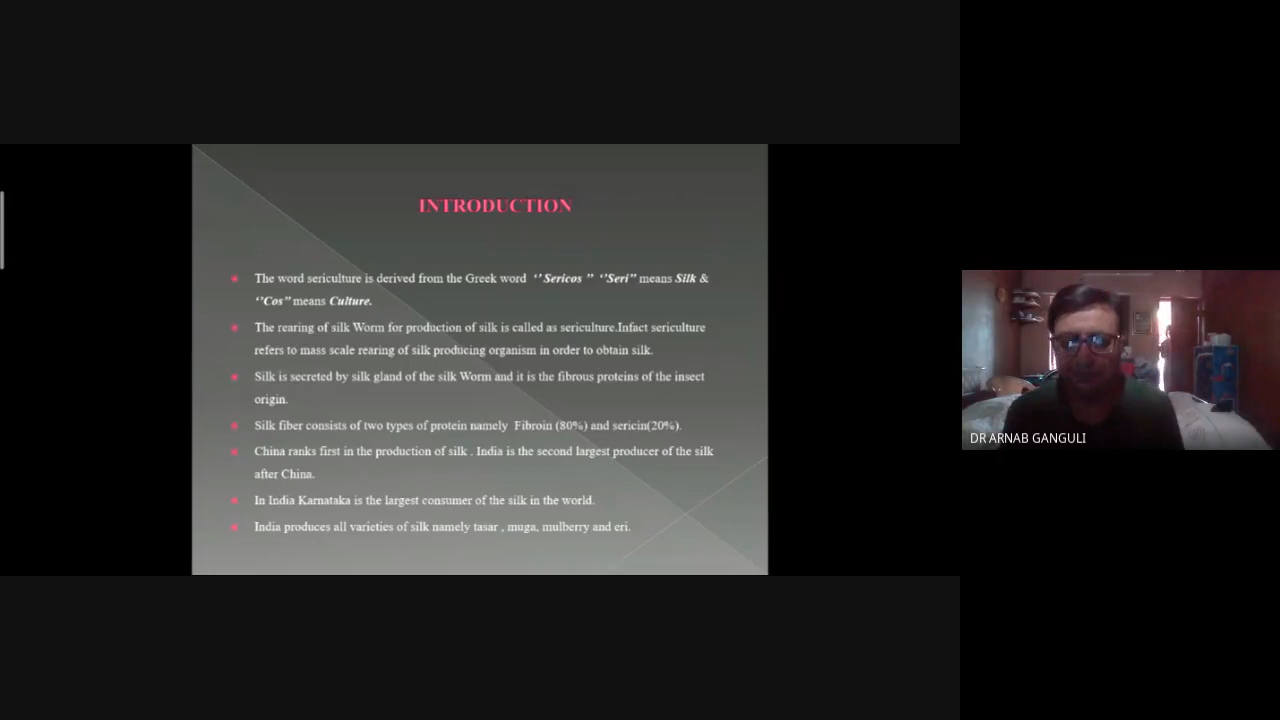 INTRODUCTION
The word sericulture is derived from the Greek word ‘’ Sericos ’’ ‘’Seri’’ means Silk &
‘’Cos’’ means Culture.
The rearing of silk Worm for production of silk is called as sericulture.Infact sericulture
refers to mass scale rearing of silk producing organism in order to obtain silk.
Silk is secreted by silk gland of the silk Worm and it is the fibrous proteins of the insect
origin.
Silk fiber consists of two types of protein namely Fibroin (80%) and sericin(20%).
China ranks first in the production of silk . India is the second largest producer of the silk
after China.
In India Karnataka is the largest consumer of the silk in the world.
India produces all varieties of silk namely tasar , muga, mulberry and eri.
DR ARNAB GANGULI